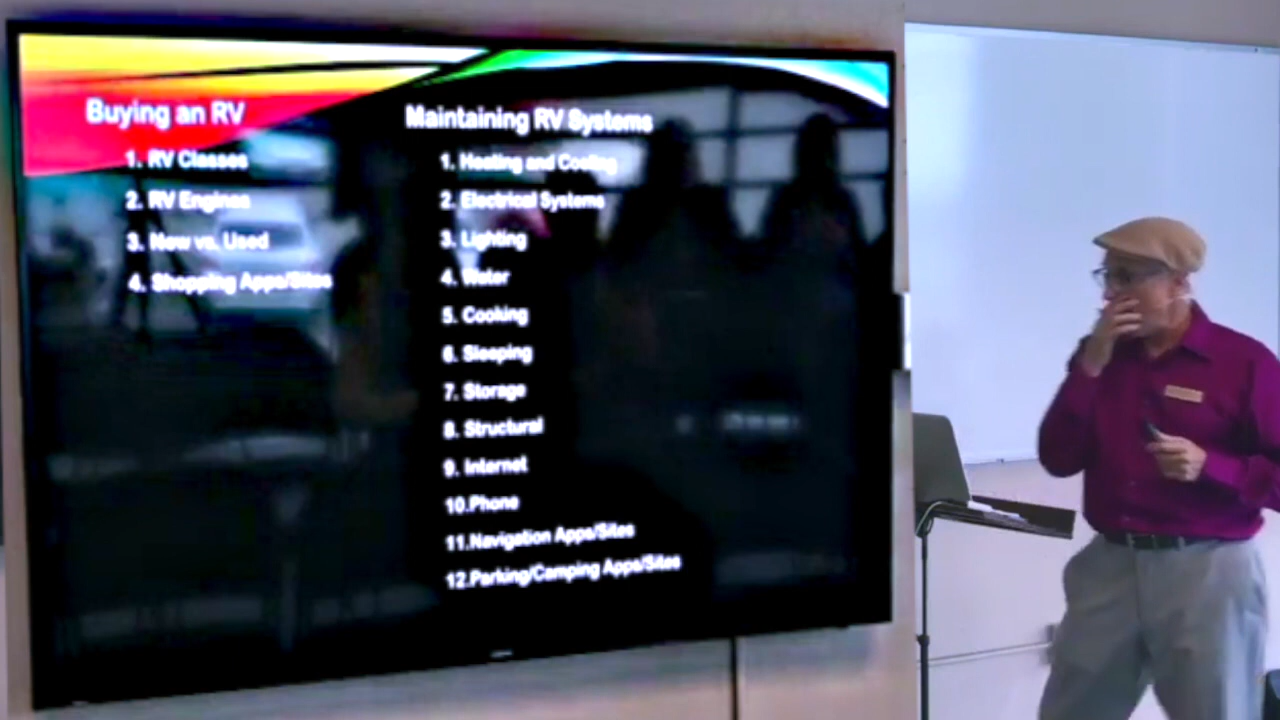 Buying an RV
1. RV Classes
2. RV Engines
3. New vs. Used
4. Shopping Apps/Sites
Maintaining RV Systems
1. Heating and Cooling
2. Electrical Systems
3. Lighting
4. Water
5. Cooking
6. Sleeping
7. Storage
8. Structural
9. Internet
10.Phone
11.Navigation Apps/Sites
12.Parking/Camping Apps/Sites